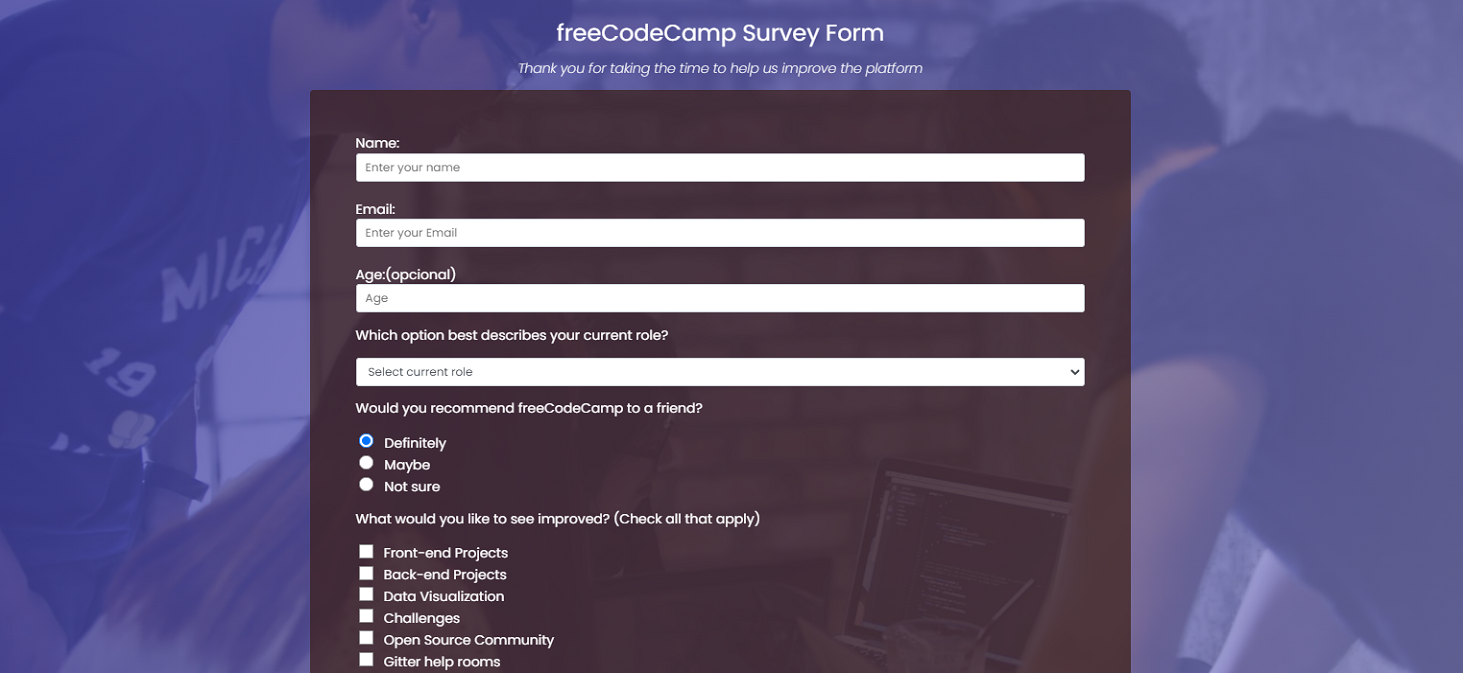 freeCodeCamp Survey Form
Thank you for taking the time to help us improve the platform
Name:
Enter your name
Email:
Enter your Email
Age:(opcional)
Age
Which option best describes your current role?
Select current role
Would you recommend freeCodeCamp to a friend?
Definitely
Maybe
Not sure
What would you like to see improved? (Check all that apply)
Front-end Projects
Back-end Projects
Data Visualization
Challenges
Open Source Community
Gitter help rooms
19